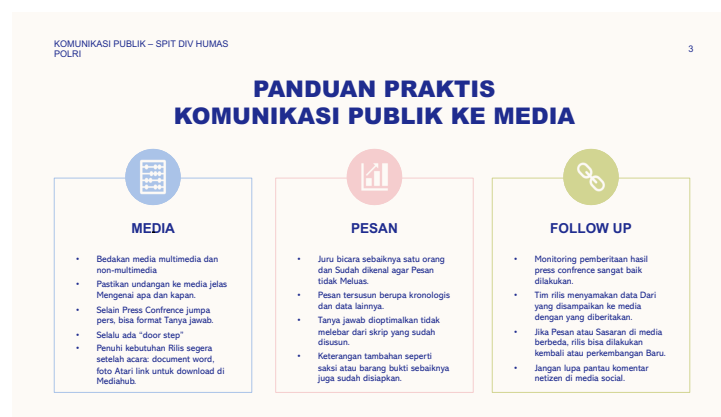 KOMUNIKASI PUBLIK – SPIT DIV HUMAS
POLRI
3
PANDUAN PRAKTIS
KOMUNIKASI PUBLIK KE MEDIA
MEDIA
• Bedakan media multimedia dan
non-multimedia
• Pastikan undangan ke media jelas
Mengenai apa dan kapan.
• Selain Press Confrence jumpa
pers, bisa format Tanya jawab.
• Selalu ada “door step”
• Penuhi kebutuhan Rilis segera
setelah acara: document word,
foto Atari link untuk download di
Mediahub.
PESAN
• Juru bicara sebaiknya satu orang
dan Sudah dikenal agar Pesan
tidak Meluas.
• Pesan tersusun berupa kronologis
dan data lainnya.
• Tanya jawab dioptimalkan tidak
melebar dari skrip yang sudah
disusun.
• Keterangan tambahan seperti
saksi atau barang bukti sebaiknya
juga sudah disiapkan.
FOLLOW UP
• Monitoring pemberitaan hasil
press confrence sangat baik
dilakukan.
• Tim rilis menyamakan data Dari
yang disampaikan ke media
dengan yang diberitakan.
• Jika Pesan atau Sasaran di media
berbeda, rilis bisa dilakukan
kembali atau perkembangan Baru.
• Jangan lupa pantau komentar
netizen di media social.